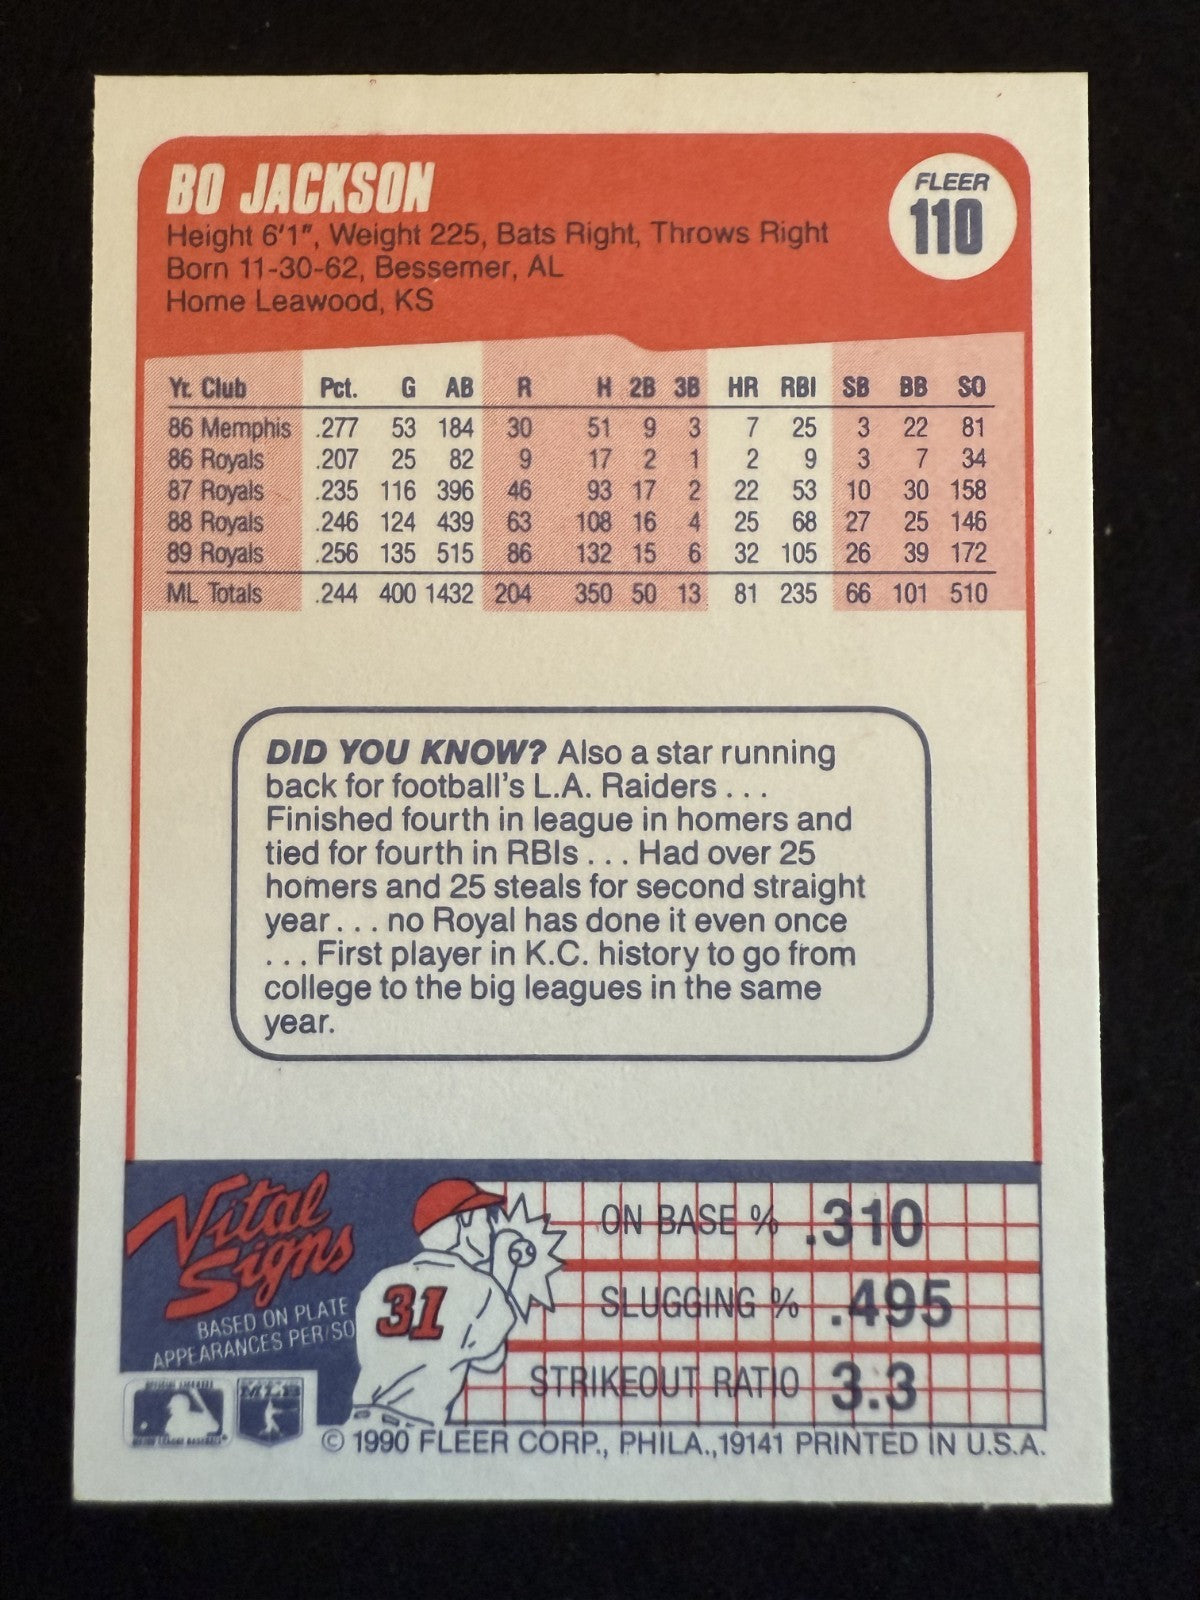 BO JACKSON
FLEER
110
Height 6'1", Weight 225, Bats Right, Throws Right
Born 11-30-62, Bessemer, AL
Home Leawood, KS
Yr. Club Pct. G AB R H 2B 3B HR RBI SB BB SO
86 Memphis .277 53 184 30 51 9 3 7 25 3 22 81
86 Royals .207 25 82 9 17 2 1 2 9 3 7 34
87 Royals .235 116 396 46 93 17 2 22 53 10 30 158
88 Royals .246 124 439 63 108 16 4 25 68 27 25 146
89 Royals .256 135 515 86 132 15 6 32 105 26 39 172
ML Totals .244 400 1432 204 350 50 13 81 235 66 101 510
DID YOU KNOW? Also a star running
back for football's L.A. Raiders . . .
Finished fourth in league in homers and
tied for fourth in RBIs . . . Had over 25
homers and 25 steals for second straight
year . . . no Royal has done it even once
. . . First player in K.C. history to go from
college to the big leagues in the same
year.
Vital
Signs
BASED ON PLATE
APPEARANCES PER/SO
31
ON BASE % .310
SLUGGING % .495
STRIKEOUT RATIO 3.3
MLB
© 1990 FLEER CORP., PHILA.,19141 PRINTED IN U.S.A.